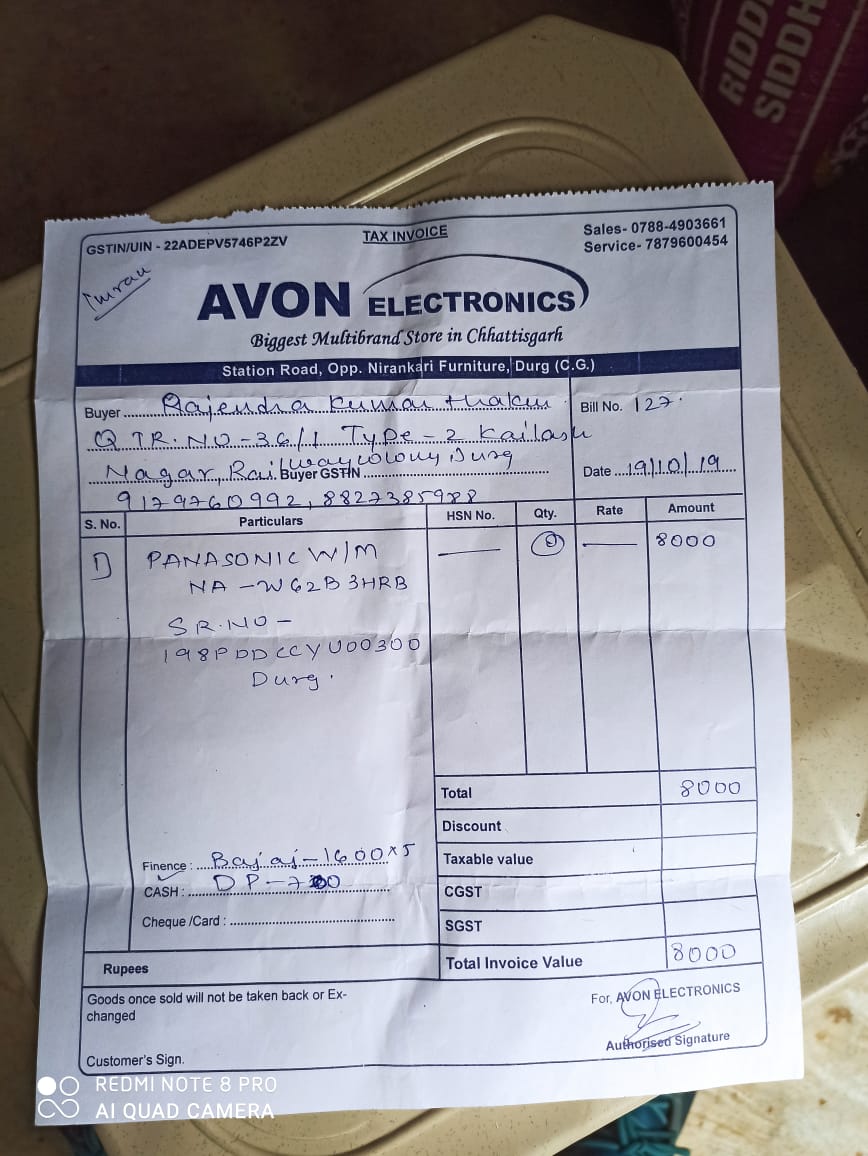 RIDDHI
SIDDH
GSTIN/UIN - 22ADEPV5746P2ZV
TAX INVOICE
Sales- 0788-4903661
Service- 7879600454
Imran
AVON ELECTRONICS
Biggest Multibrand Store in Chhattisgarh
Station Road, Opp. Nirankari Furniture, Durg (C.G.)
Buyer Rajendra Kumar thakur
Bill No. 127.
QTR.NO-36/1 Type-2 Kailash
Nagar, Railwaycolony Durg
Buyer GSTIN
Date 19/10/19
9179760992, 8827385988
S. No. Particulars HSN No. Qty. Rate Amount
1) PANASONIC W/M 8000
NA-W62B3HRB
SR.NO-
198PDDCCYU00300
Durg.
Total 8000
Discount
Finence : Bajaj-1600x5
Taxable value
CASH : DP-
CGST
Cheque /Card :
SGST
Rupees
Total Invoice Value 8000
Goods once sold will not be taken back or Ex-
changed
For, AVON ELECTRONICS
Authorised Signature
Customer's Sign.
REDMI NOTE 8 PRO
AI QUAD CAMERA